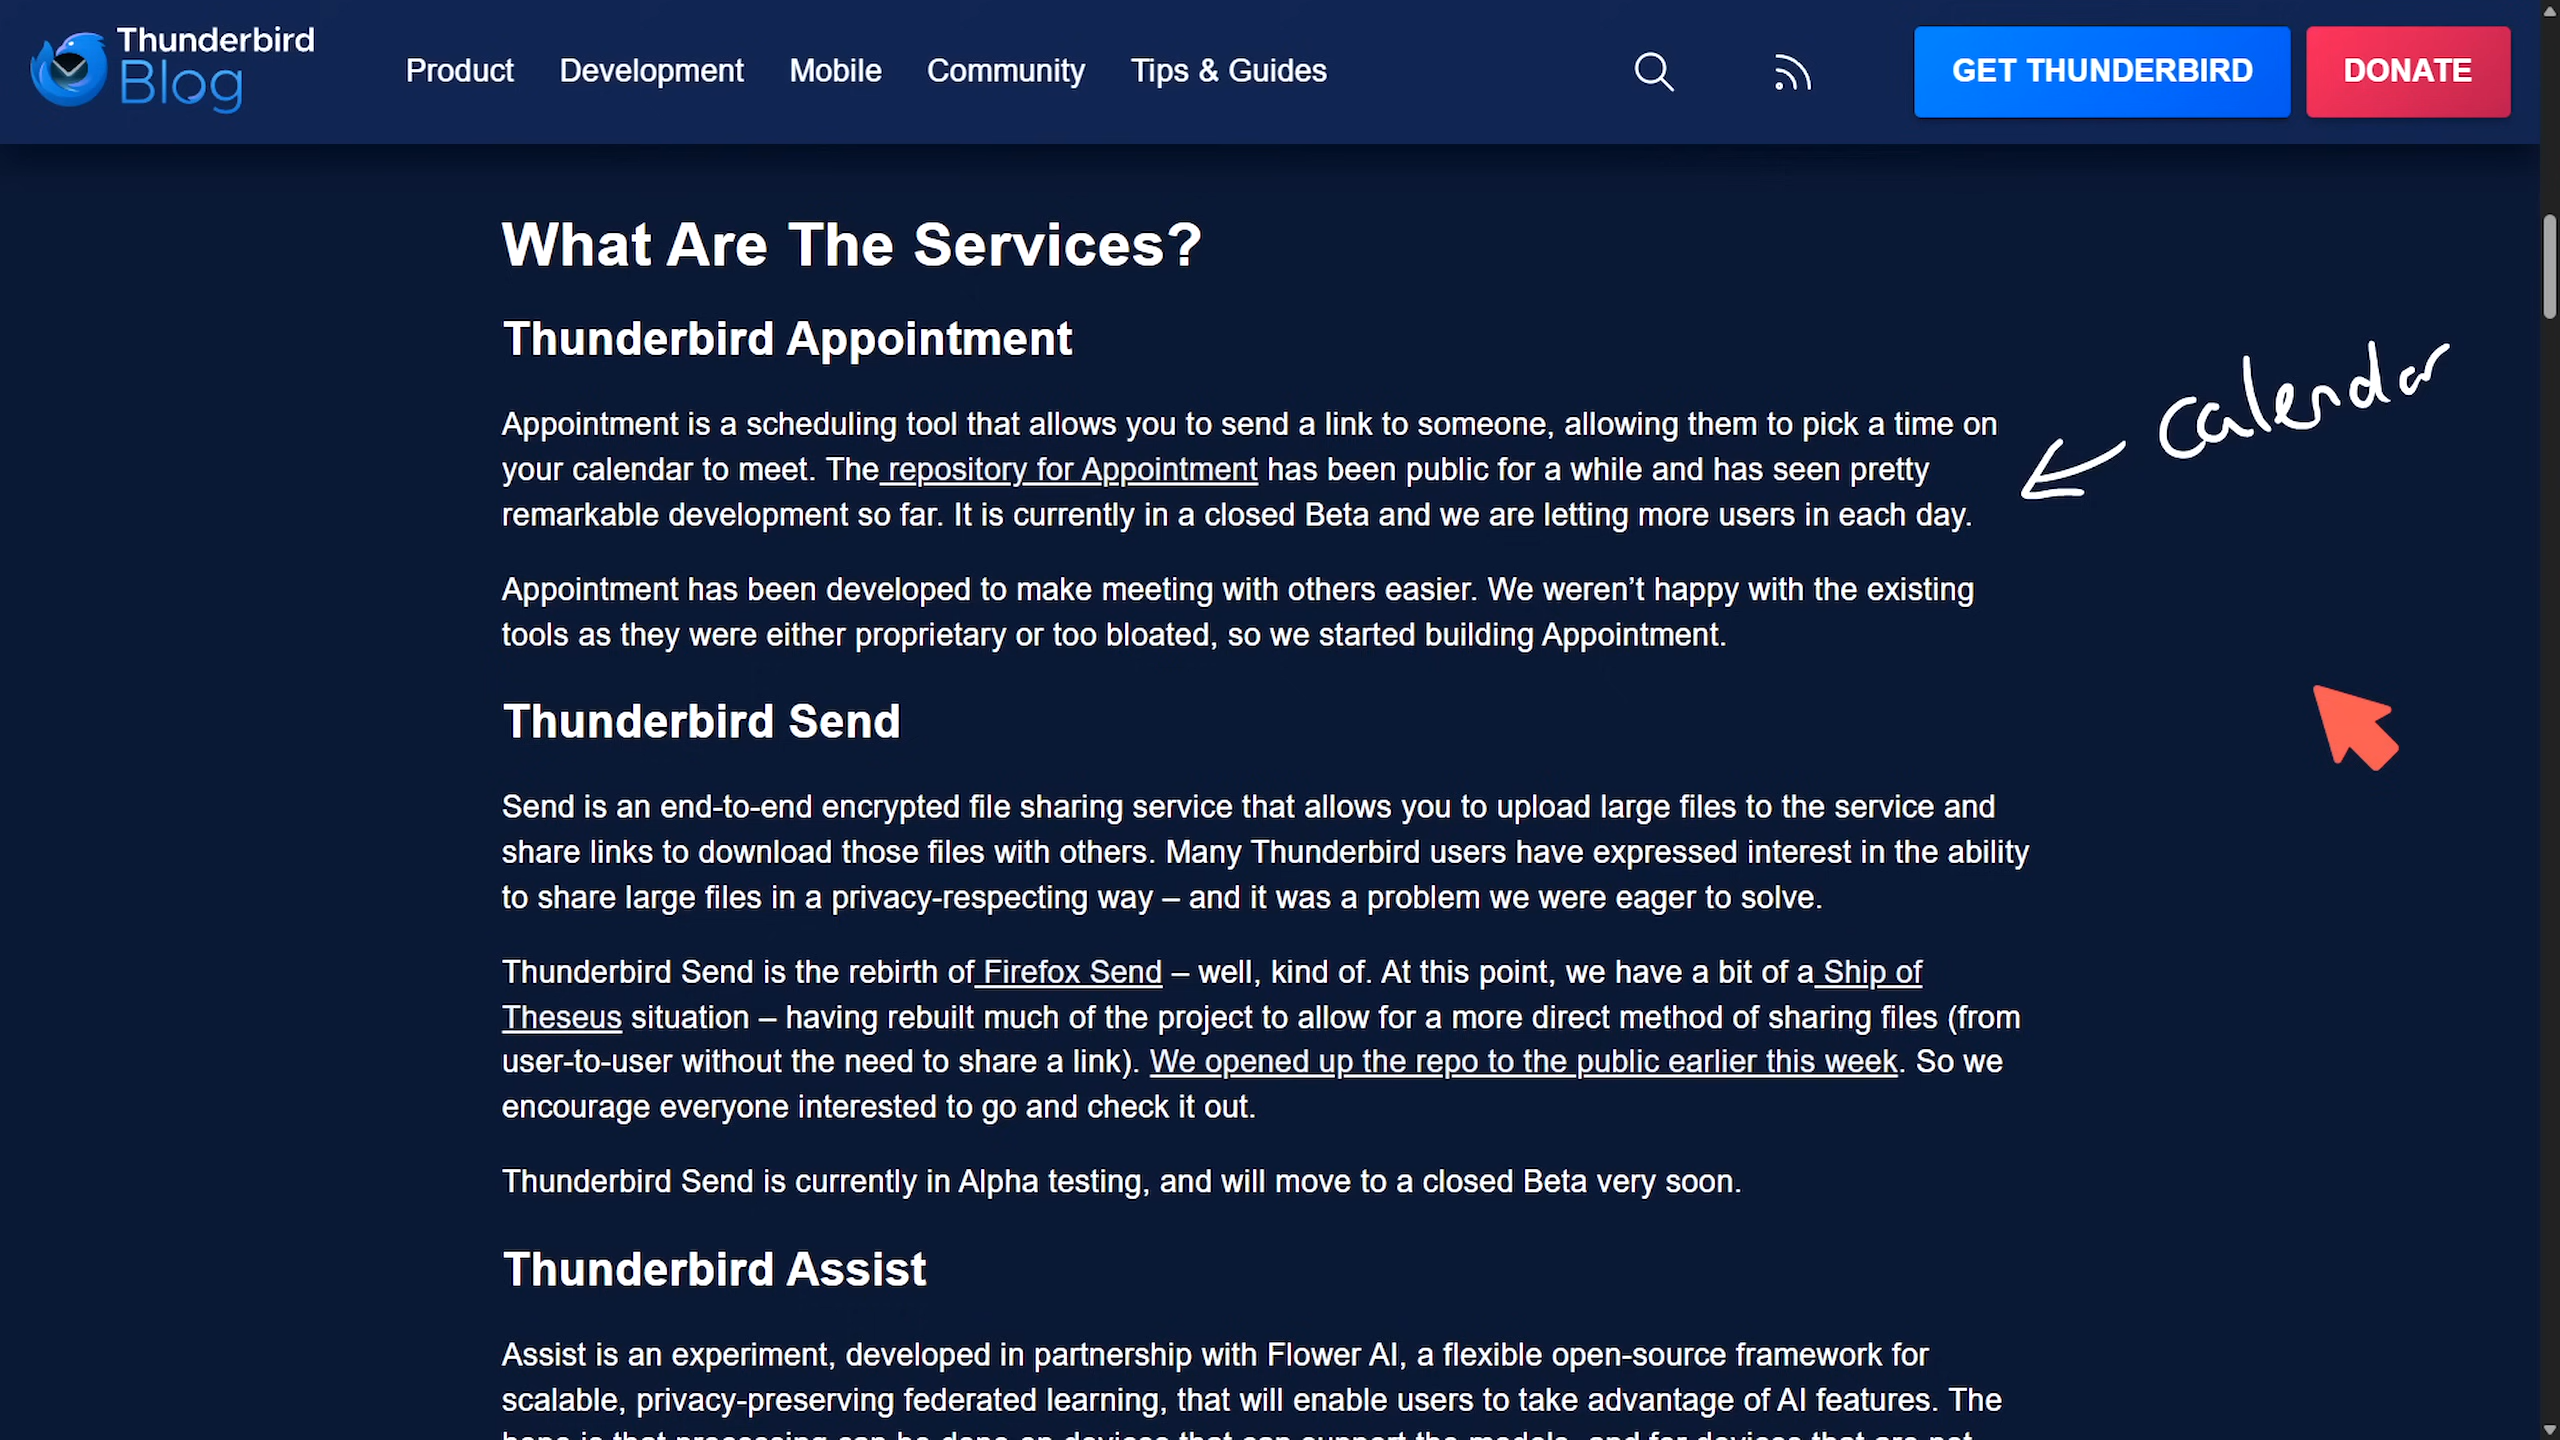 Thunderbird
Blog
Product Development Mobile Community Tips & Guides
GET THUNDERBIRD DONATE
What Are The Services?
Thunderbird Appointment
calendar
Appointment is a scheduling tool that allows you to send a link to someone, allowing them to pick a time on
your calendar to meet. The repository for Appointment has been public for a while and has seen pretty
remarkable development so far. It is currently in a closed Beta and we are letting more users in each day.
Appointment has been developed to make meeting with others easier. We weren’t happy with the existing
tools as they were either proprietary or too bloated, so we started building Appointment.
Thunderbird Send
Send is an end-to-end encrypted file sharing service that allows you to upload large files to the service and
share links to download those files with others. Many Thunderbird users have expressed interest in the ability
to share large files in a privacy-respecting way – and it was a problem we were eager to solve.
Thunderbird Send is the rebirth of Firefox Send – well, kind of. At this point, we have a bit of a Ship of
Theseus situation – having rebuilt much of the project to allow for a more direct method of sharing files (from
user-to-user without the need to share a link). We opened up the repo to the public earlier this week. So we
encourage everyone interested to go and check it out.
Thunderbird Send is currently in Alpha testing, and will move to a closed Beta very soon.
Thunderbird Assist
Assist is an experiment, developed in partnership with Flower AI, a flexible open-source framework for
scalable, privacy-preserving federated learning, that will enable users to take advantage of AI features. The